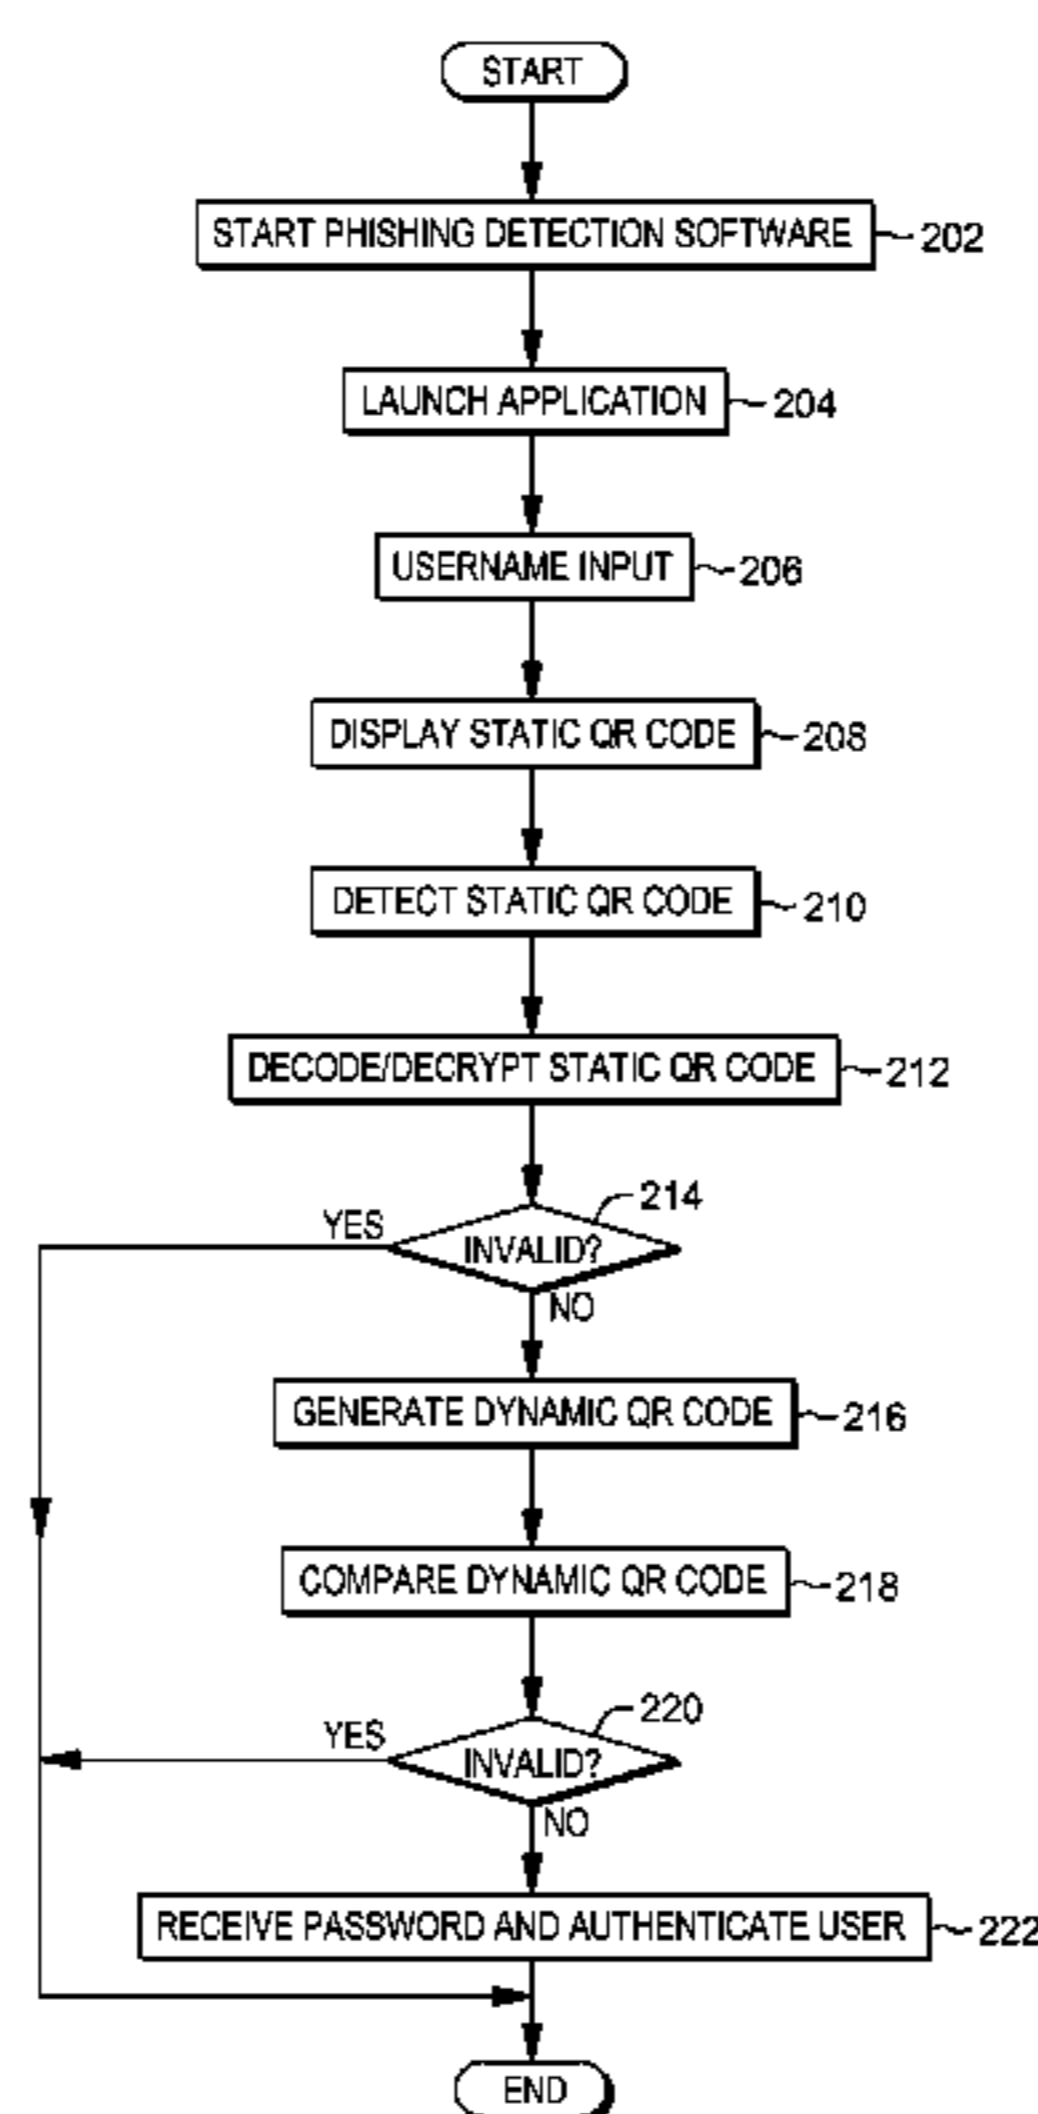 START
START PHISHING DETECTION SOFTWARE 202
LAUNCH APPLICATION 204
USERNAME INPUT 206
DISPLAY STATIC QR CODE 208
DETECT STATIC QR CODE 210
DECODE/DECRYPT STATIC QR CODE 212
214
YES
INVALID?
NO
GENERATE DYNAMIC QR CODE 216
COMPARE DYNAMIC QR CODE 218
220
YES
INVALID?
NO
RECEIVE PASSWORD AND AUTHENTICATE USER 222
END